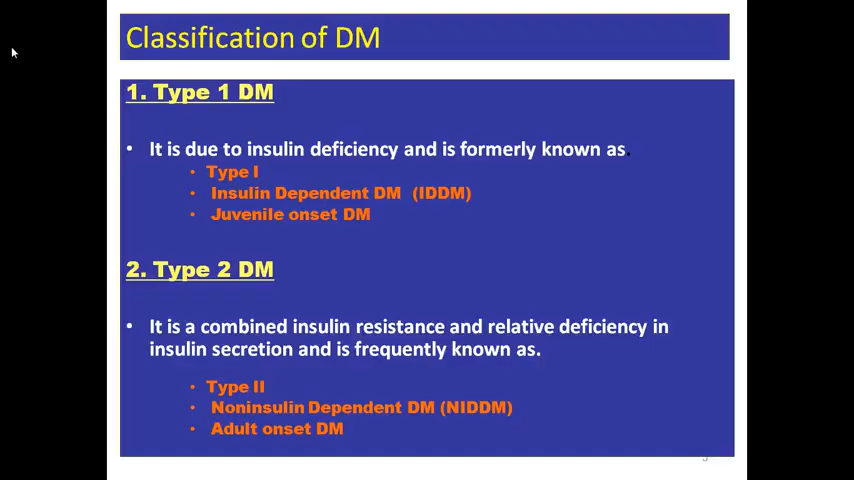 Classification of DM
1. Type 1 DM
• It is due to insulin deficiency and is formerly known as.
• Type I
• Insulin Dependent DM (IDDM)
• Juvenile onset DM
2. Type 2 DM
• It is a combined insulin resistance and relative deficiency in
insulin secretion and is frequently known as.
• Type II
• Noninsulin Dependent DM (NIDDM)
• Adult onset DM